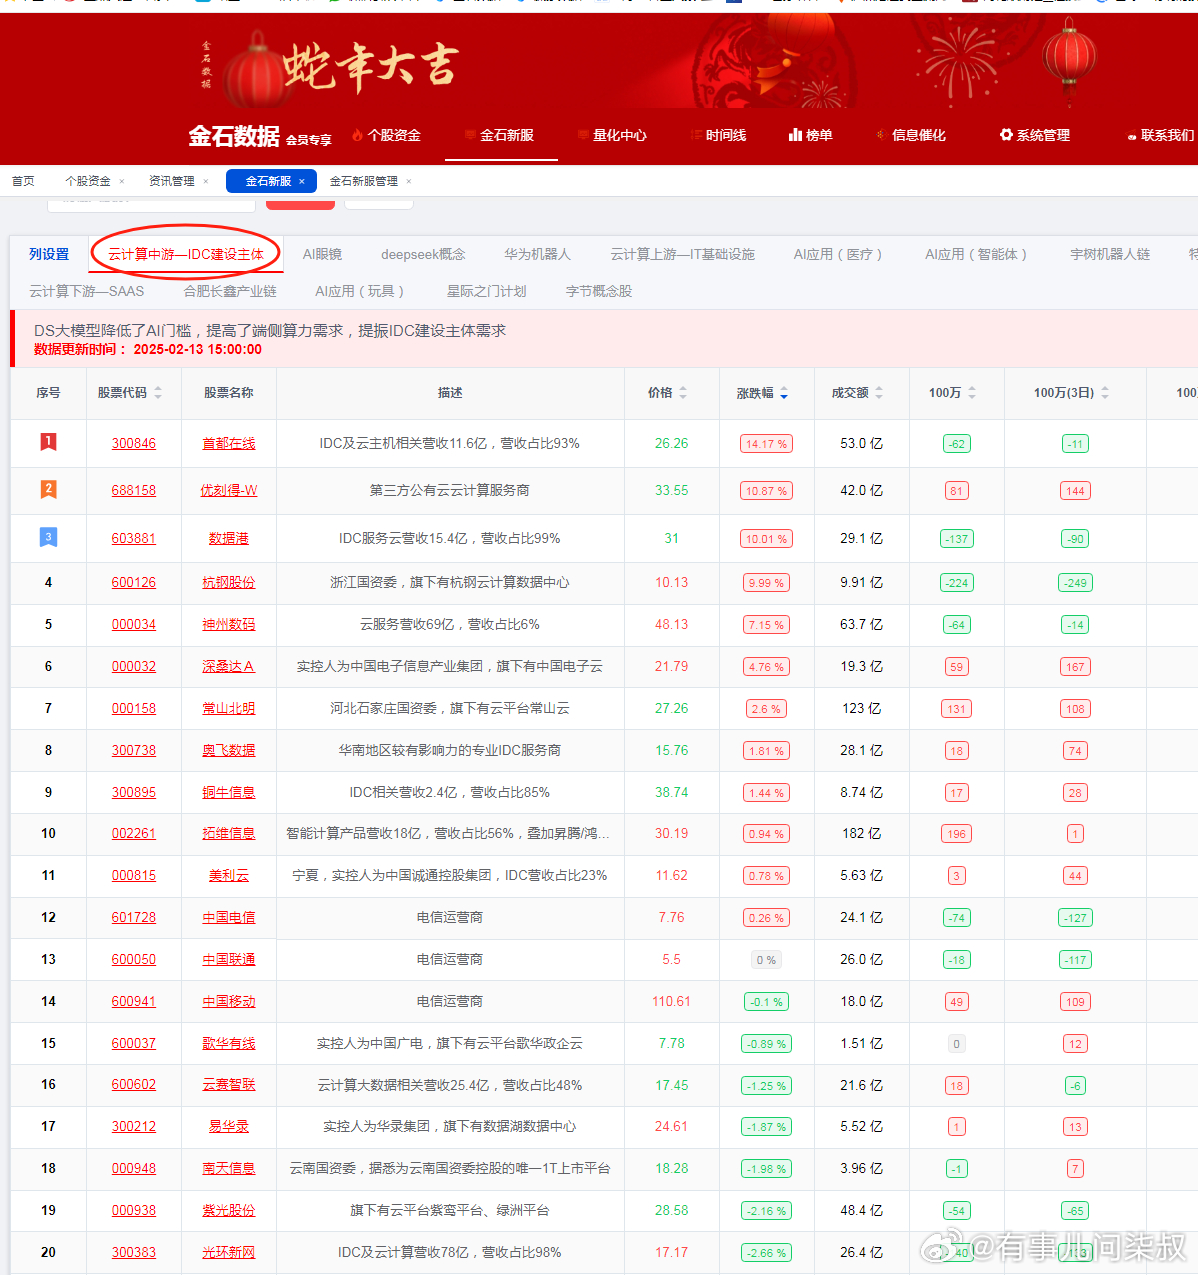 金石数据
蛇年大吉
金石数据 会员专享 个股资金 金石新服 量化中心 时间线 榜单 信息催化 系统管理 联系我们
首页 个股资金 × 资讯管理 × 金石新服 × 金石新服管理 ×
列设置 云计算中游—IDC建设主体 AI眼镜 deepseek概念 华为机器人 云计算上游—IT基础设施 AI应用（医疗） AI应用（智能体） 宇树机器人链
云计算下游—SAAS 合肥长鑫产业链 AI应用（玩具） 星际之门计划 字节概念股
DS大模型降低了AI门槛，提高了端侧算力需求，提振IDC建设主体需求
数据更新时间： 2025-02-13 15:00:00
序号 股票代码 股票名称 描述 价格 涨跌幅 成交额 100万 100万(3日) 100
1 300846 首都在线 IDC及云主机相关营收11.6亿，营收占比93% 26.26 14.17 % 53.0 亿 -62 -11
2 688158 优刻得-W 第三方公有云云计算服务商 33.55 10.87 % 42.0 亿 81 144
3 603881 数据港 IDC服务云营收15.4亿，营收占比99% 31 10.01 % 29.1 亿 -137 -90
4 600126 杭钢股份 浙江国资委，旗下有杭钢云计算数据中心 10.13 9.99 % 9.91 亿 -224 -249
5 000034 神州数码 云服务营收69亿，营收占比6% 48.13 7.15 % 63.7 亿 -64 -14
6 000032 深桑达Ａ 实控人为中国电子信息产业集团，旗下有中国电子云 21.79 4.76 % 19.3 亿 59 167
7 000158 常山北明 河北石家庄国资委，旗下有云平台常山云 27.26 2.6 % 123 亿 131 108
8 300738 奥飞数据 华南地区较有影响力的专业IDC服务商 15.76 1.81 % 28.1 亿 18 74
9 300895 铜牛信息 IDC相关营收2.4亿，营收占比85% 38.74 1.44 % 8.74 亿 17 28
10 002261 拓维信息 智能计算产品营收18亿，营收占比56%，叠加昇腾/鸿... 30.19 0.94 % 182 亿 196 1
11 000815 美利云 宁夏，实控人为中国诚通控股集团，IDC营收占比23% 11.62 0.78 % 5.63 亿 3 44
12 601728 中国电信 电信运营商 7.76 0.26 % 24.1 亿 -74 -127
13 600050 中国联通 电信运营商 5.5 0 % 26.0 亿 -18 -117
14 600941 中国移动 电信运营商 110.61 -0.1 % 18.0 亿 49 109
15 600037 歌华有线 实控人为中国广电，旗下有云平台歌华政企云 7.78 -0.89 % 1.51 亿 0 12
16 600602 云赛智联 云计算大数据相关营收25.4亿，营收占比48% 17.45 -1.25 % 21.6 亿 18 -6
17 300212 易华录 实控人为华录集团，旗下有数据湖数据中心 24.61 -1.87 % 5.52 亿 1 13
18 000948 南天信息 云南国资委，据悉为云南国资委控股的唯一1T上市平台 18.28 -1.98 % 3.96 亿 -1 7
19 000938 紫光股份 旗下有云平台紫鸾平台、绿洲平台 28.58 -2.16 % 48.4 亿 -54 -65
20 300383 光环新网 IDC及云计算营收78亿，营收占比98% 17.17 -2.66 % 26.4 亿
@有事儿问柒叔